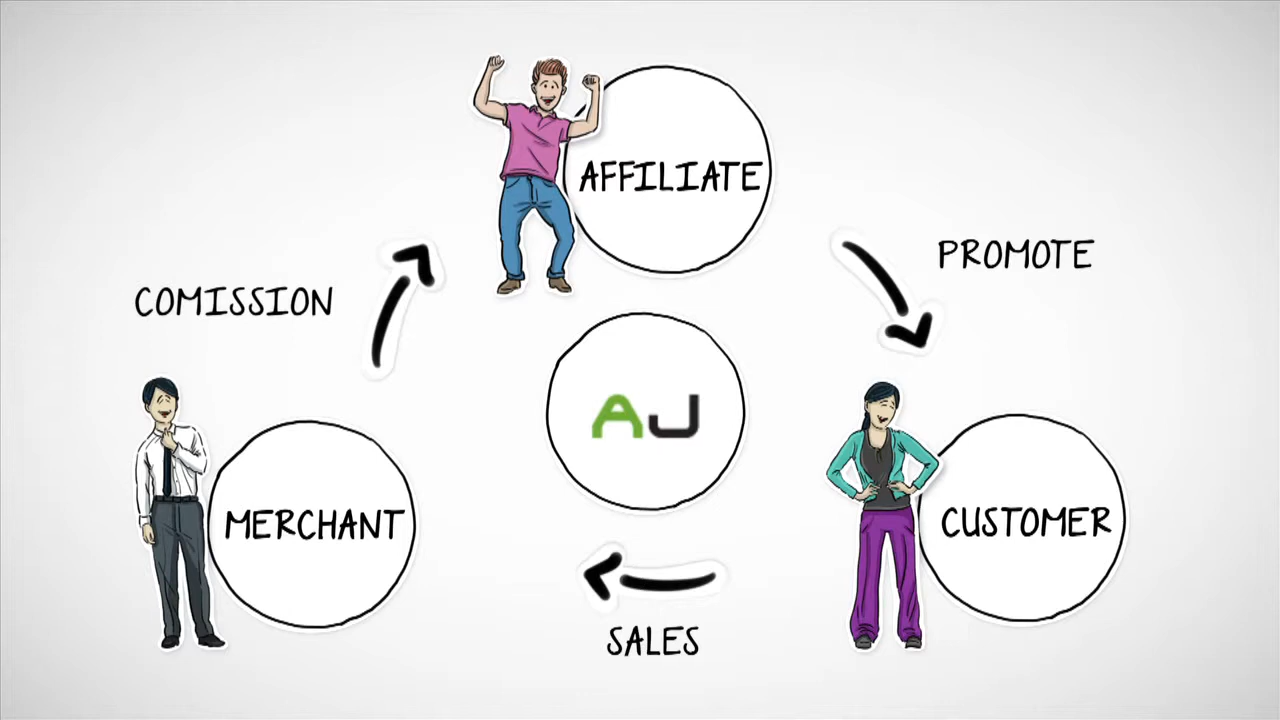 AFFILIATE
PROMOTE
COMISSION
AJ
MERCHANT
CUSTOMER
SALES